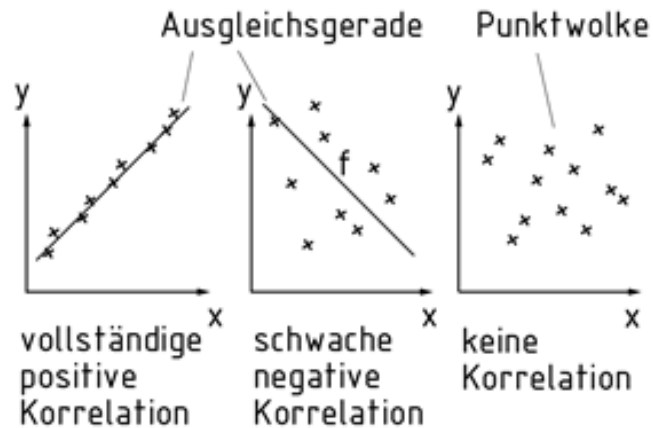 Ausgleichsgerade
Punktwolke
y
x
vollständige
positive
Korrelation
y
f
x
schwache
negative
Korrelation
y
x
keine
Korrelation